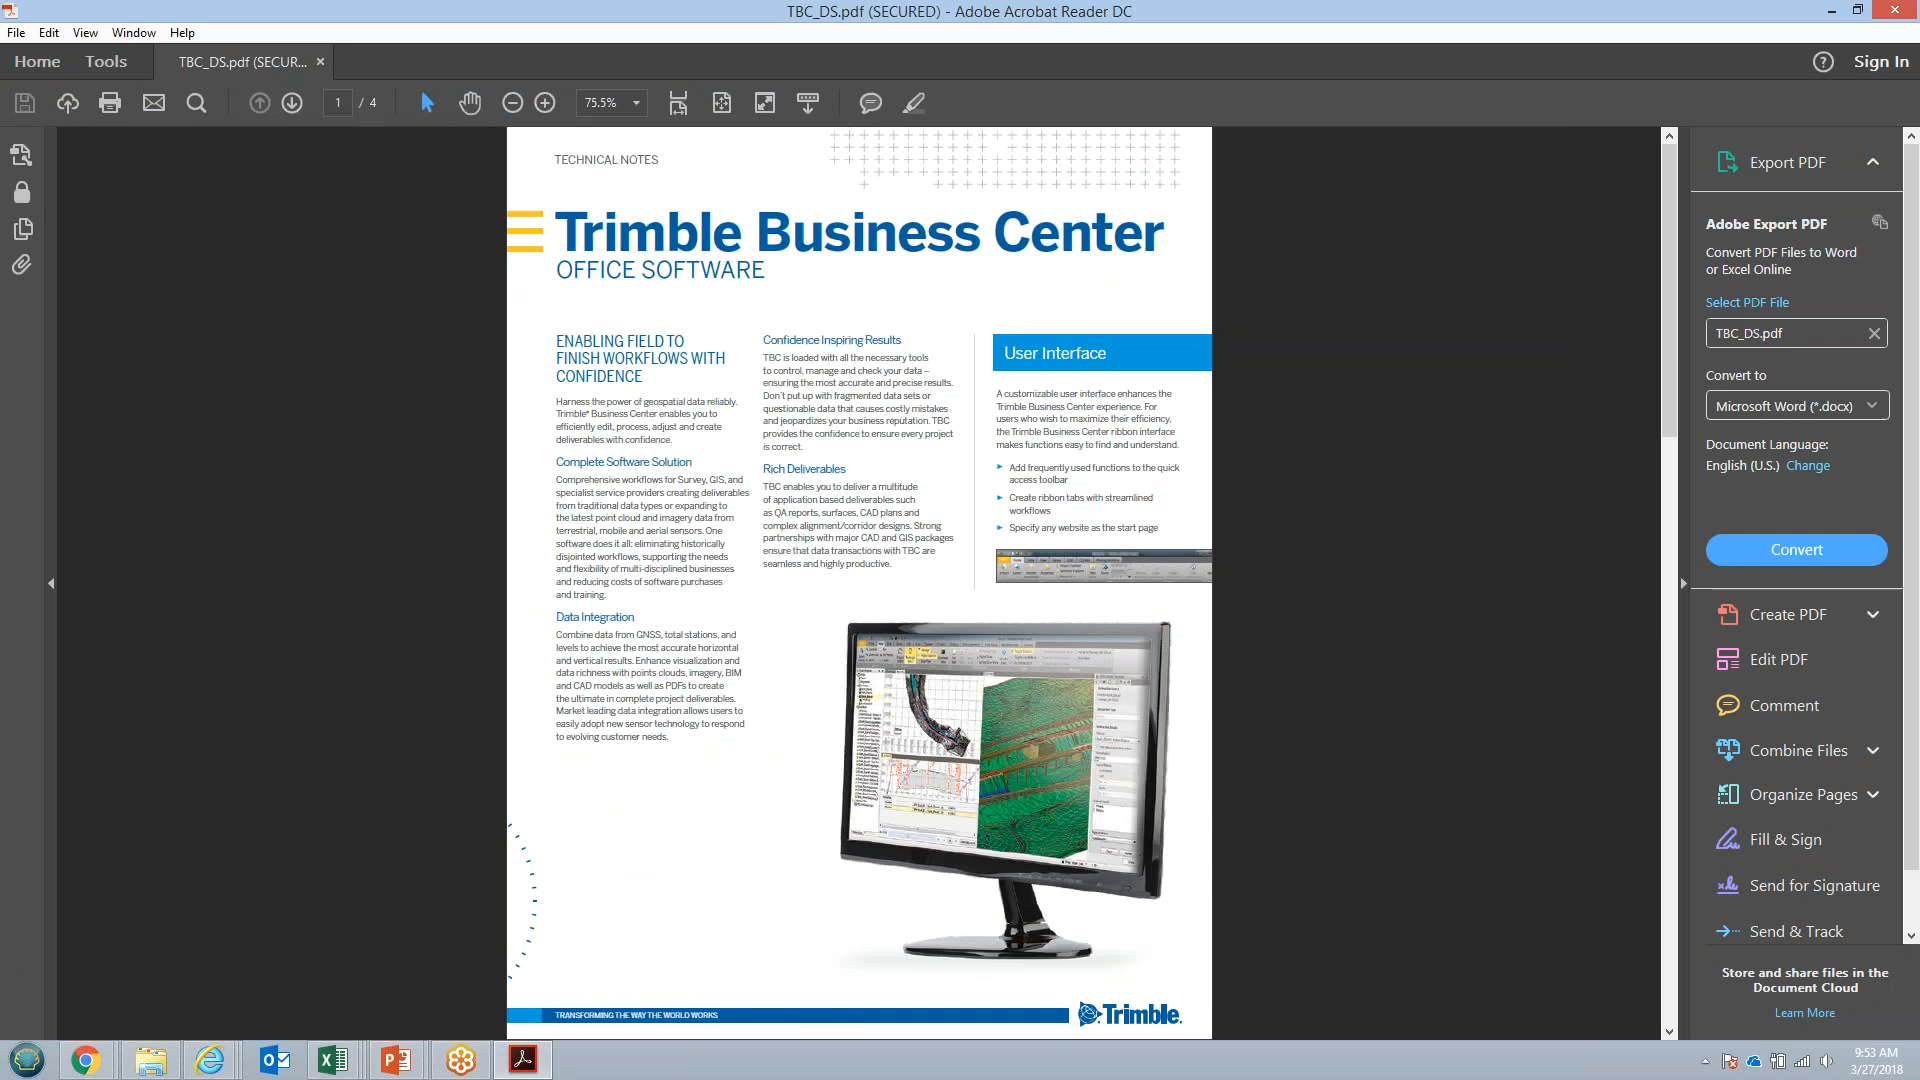 TBC_DS.pdf (SECURED) - Adobe Acrobat Reader DC
File Edit View Window Help
Home Tools TBC_DS.pdf (SECUR... ×
Sign In
1 / 4
75.5%
TECHNICAL NOTES
Trimble Business Center
OFFICE SOFTWARE
ENABLING FIELD TO
FINISH WORKFLOWS WITH
CONFIDENCE
Harness the power of geospatial data reliably.
Trimble® Business Center enables you to
efficiently edit, process, adjust and create
deliverables with confidence.
Complete Software Solution
Comprehensive workflows for Survey, GIS, and
specialist service providers creating deliverables
from traditional data types or expanding to
the latest point cloud and imagery data from
terrestrial, mobile and aerial sensors. One
software does it all: eliminating historically
disjointed workflows, supporting the needs
and flexibility of multi-disciplined businesses
and reducing costs of software purchases
and training.
Data Integration
Combine data from GNSS, total stations, and
levels to achieve the most accurate horizontal
and vertical results. Enhance visualization and
data richness with points clouds, imagery, BIM
and CAD models as well as PDFs to create
the ultimate in complete project deliverables.
Market leading data integration allows users to
easily adopt new sensor technology to respond
to evolving customer needs.
Confidence Inspiring Results
TBC is loaded with all the necessary tools
to control, manage and check your data –
ensuring the most accurate and precise results.
Don't put up with fragmented data sets or
questionable data that causes costly mistakes
and jeopardizes your business reputation. TBC
provides the confidence to ensure every project
is correct.
Rich Deliverables
TBC enables you to deliver a multitude
of application based deliverables such
as QA reports, surfaces, CAD plans and
complex alignment/corridor designs. Strong
partnerships with major CAD and GIS packages
ensure that data transactions with TBC are
seamless and highly productive.
User Interface
A customizable user interface enhances the
Trimble Business Center experience. For
users who wish to maximize their efficiency,
the Trimble Business Center ribbon interface
makes functions easy to find and understand.
Add frequently used functions to the quick
access toolbar
Create ribbon tabs with streamlined
workflows
Specify any website as the start page
TRANSFORMING THE WAY THE WORLD WORKS
Trimble.
Export PDF
Adobe Export PDF
Convert PDF Files to Word
or Excel Online
Select PDF File
TBC_DS.pdf
Convert to
Microsoft Word (*.docx)
Document Language:
English (U.S.) Change
Convert
Create PDF
Edit PDF
Comment
Combine Files
Organize Pages
Fill & Sign
Send for Signature
Send & Track
Store and share files in the
Document Cloud
Learn More
9:53 AM
3/27/2018